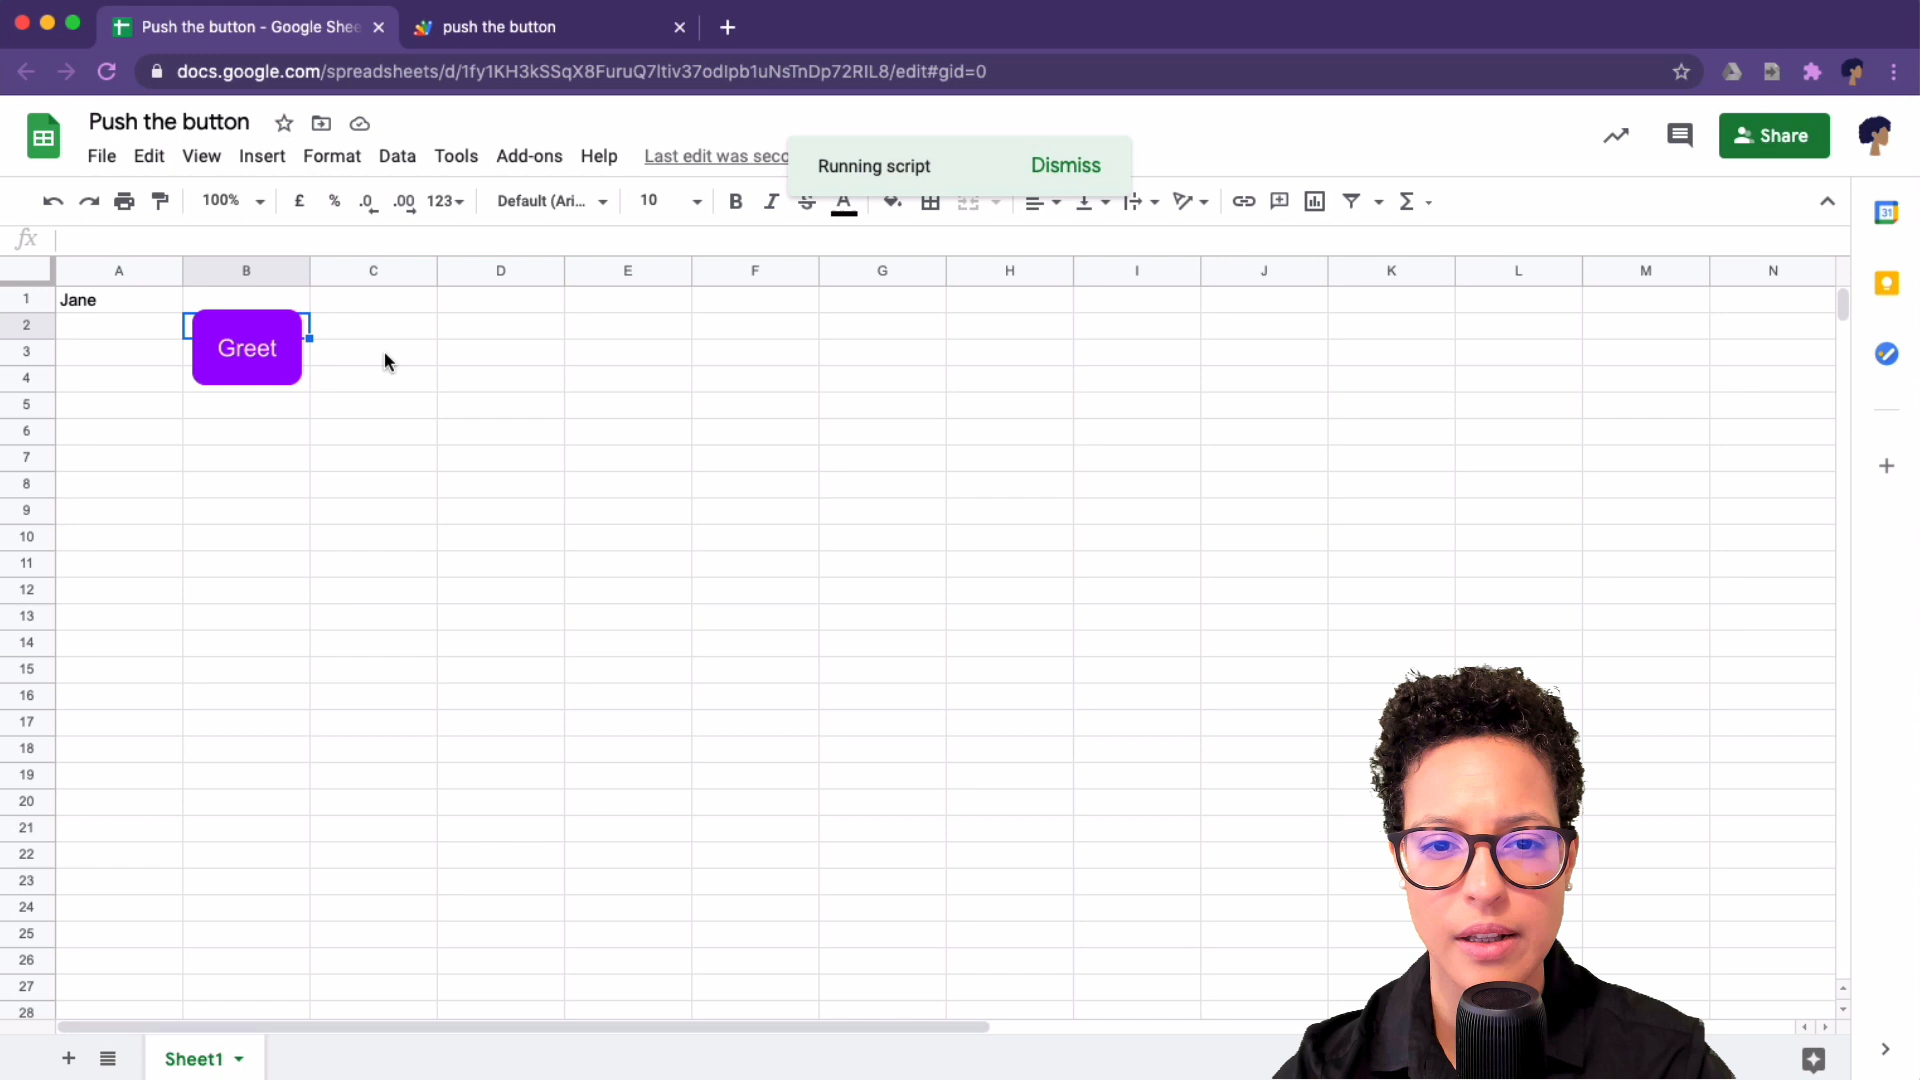 Push the button - Google Shee
push the button
docs.google.com/spreadsheets/d/1fy1KH3kSSqX8FuruQ7ltiv37odIpb1uNsTnDp72RIL8/edit#gid=0
Push the button
Share
File Edit View Insert Format Data Tools Add-ons Help Last edit was seco
Running script Dismiss
100% £ % .0 .00 123 Default (Ari... 10 B I S A Σ
31
fx
A B C D E F G H I J K L M N
1 Jane
2
Greet
3
4
5
6
7
8
9
10
11
12
13
14
15
16
17
18
19
20
21
22
23
24
25
26
27
28
Sheet1